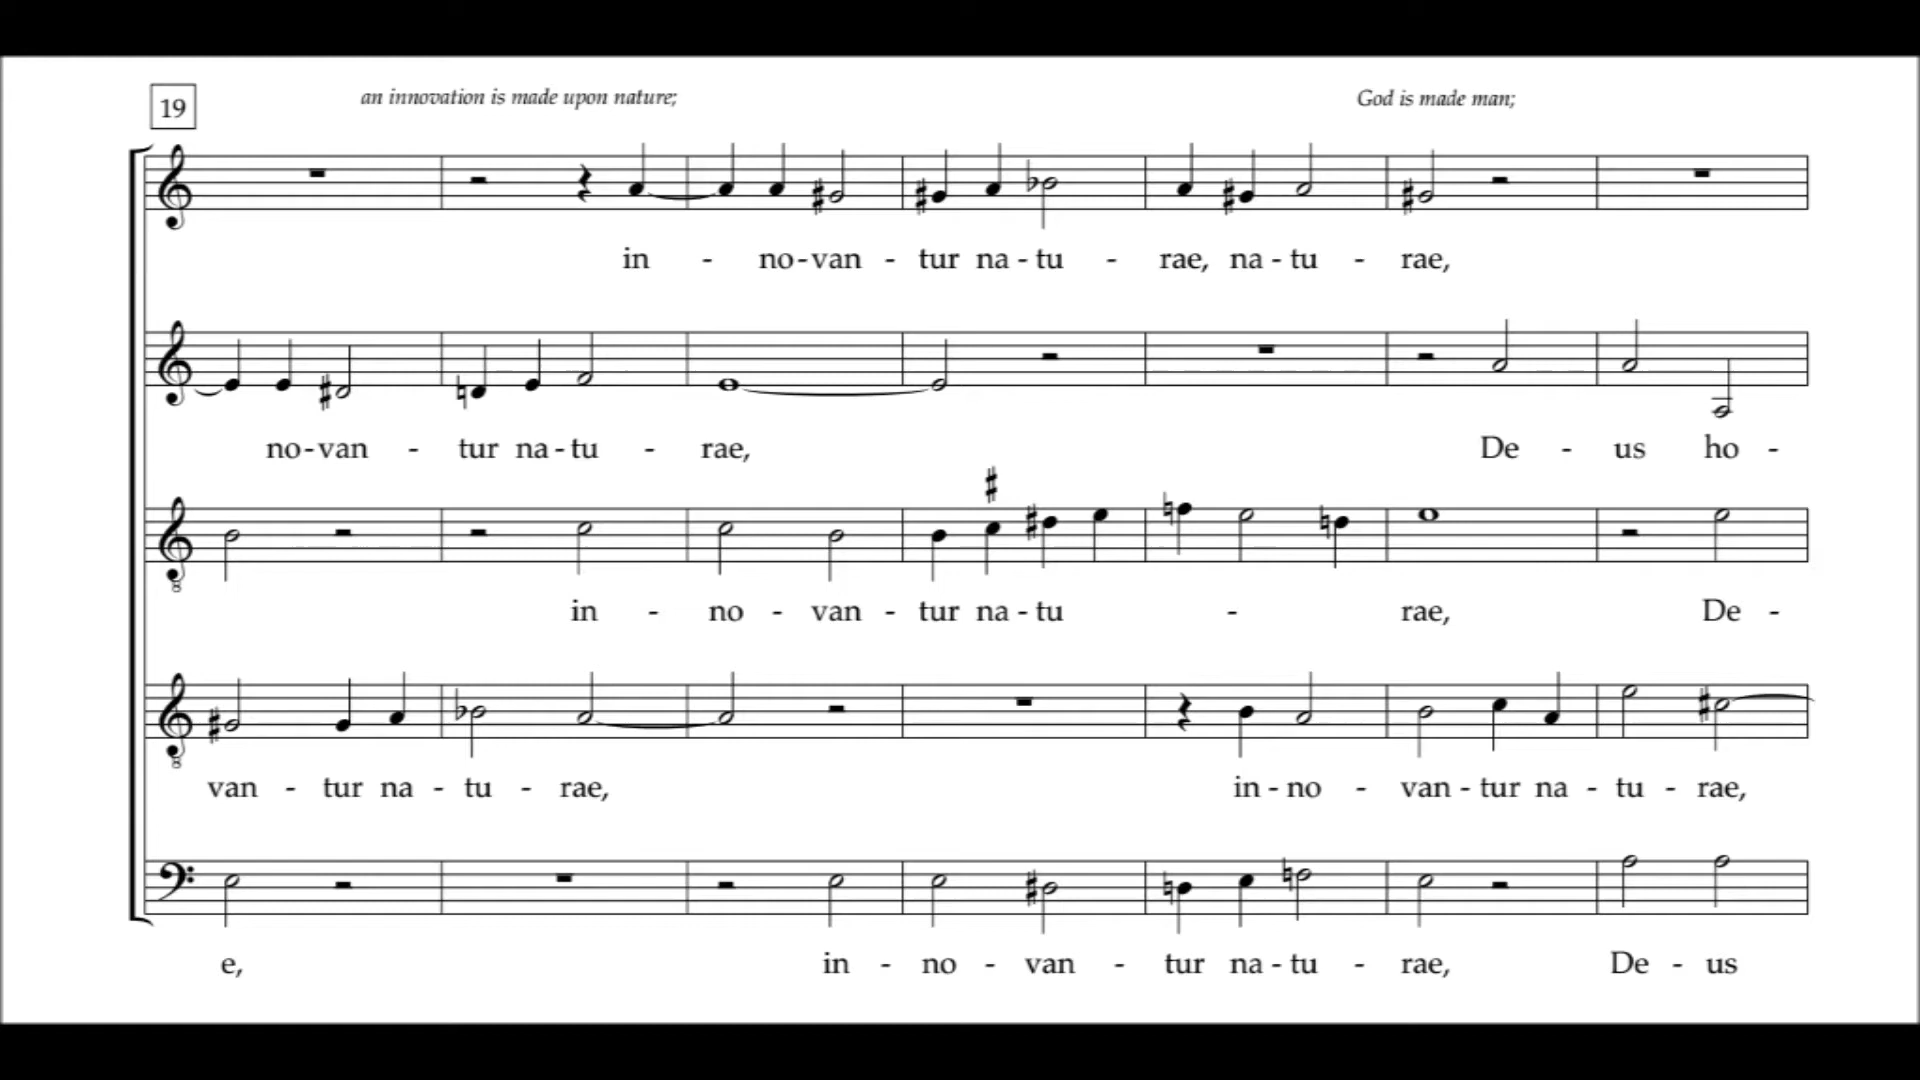 19 an innovation is made upon nature; God is made man;
in - no-van - tur na-tu - rae, na-tu - rae,
no-van - tur na-tu - rae, De - us ho -
in - no - van - tur na-tu - rae, De -
van - tur na - tu - rae, in-no - van-tur na - tu - rae,
e, in - no - van - tur na-tu - rae, De - us